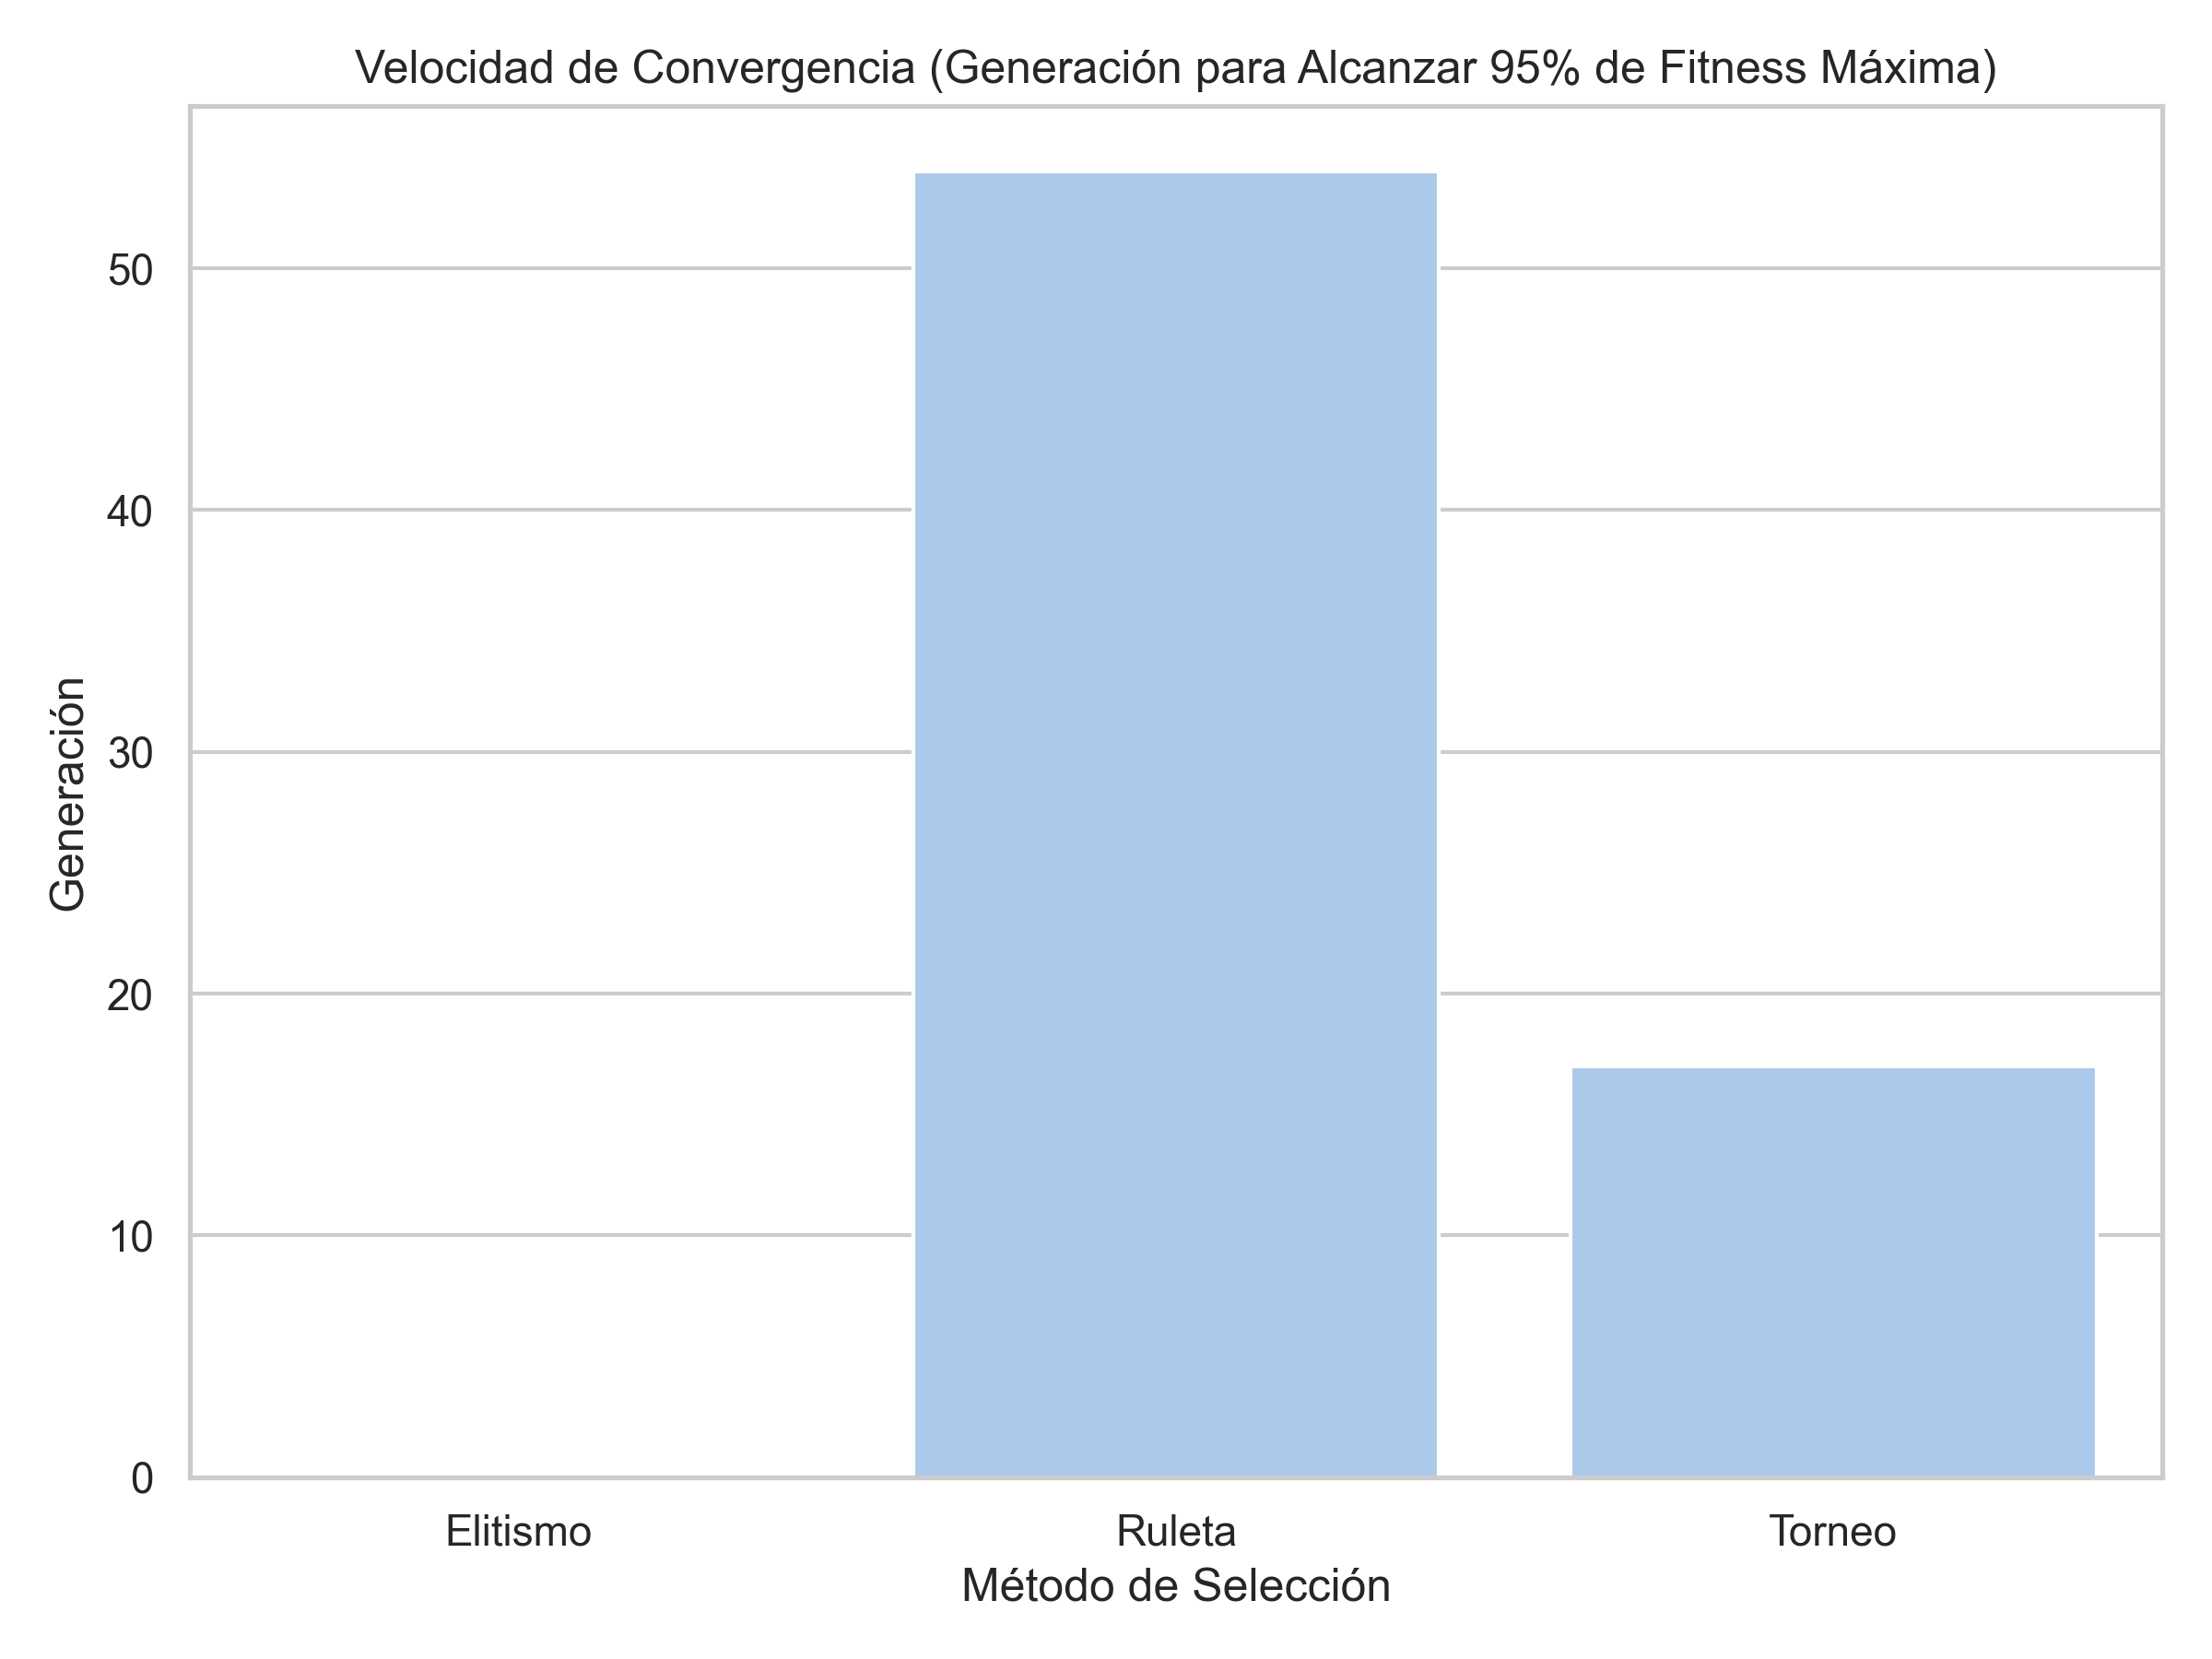 Velocidad de Convergencia (Generación para Alcanzar 95% de Fitness Máxima)
Generación
50
40
30
20
10
0
Elitismo
Ruleta
Torneo
Método de Selección